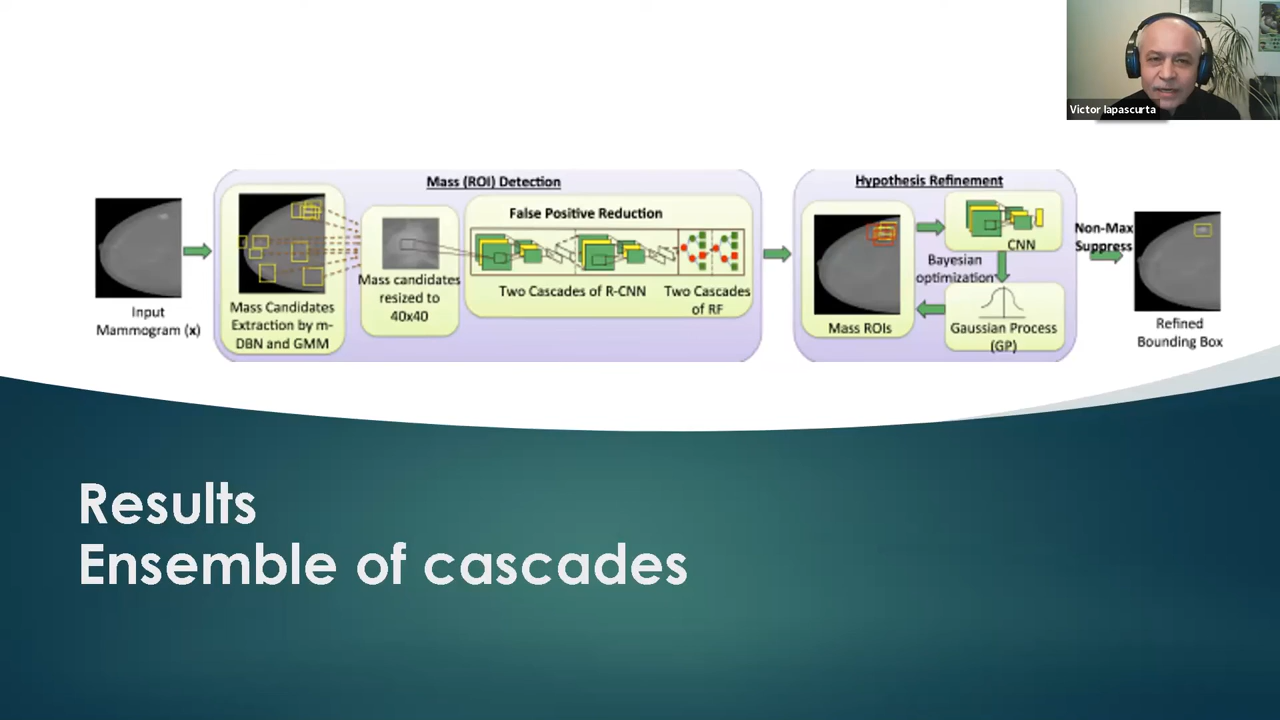 Victor Iapascurta
Mass (ROI) Detection
Hypothesis Refinement
False Positive Reduction
Input
Mammogram (x)
Mass Candidates
Extraction by m-
DBN and GMM
Mass candidates
resized to
40x40
Two Cascades of R-CNN
Two Cascades
of RF
Mass ROIs
CNN
Bayesian
optimization
Gaussian Process
(GP)
Non-Max
Suppress
Refined
Bounding Box
Results
Ensemble of cascades